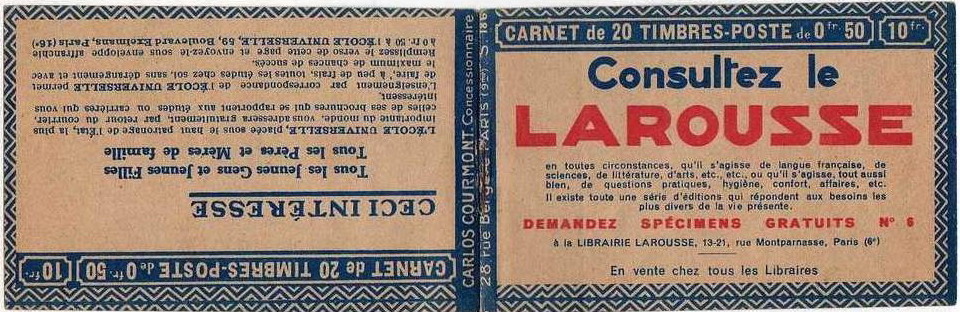 CARNET de 20 TIMBRES-POSTE de 0 fr. 50 10 fr.
Consultez le
LAROUSSE
en toutes circonstances, qu'il s'agisse de langue française, de
sciences, de littérature, d'arts, etc., etc., ou qu'il s'agisse, tout aussi
bien, de questions pratiques, hygiène, confort, affaires, etc.
Il existe toute une série d'éditions qui répondent aux besoins les
plus divers de la vie présente.
DEMANDEZ SPÉCIMENS GRATUITS N° 6
à la LIBRAIRIE LAROUSSE, 13-21, rue Montparnasse, Paris (6e)
En vente chez tous les Libraires
CARLOS COURMONT, Concessionnaire
28 rue Bergère PARIS (9me) S. 186
CARNET de 20 TIMBRES-POSTE de 0 fr. 50 10 fr.
CECI INTÉRESSE
Tous les Jeunes Gens et Jeunes Filles
Tous les Pères et Mères de famille
L'ÉCOLE UNIVERSELLE, placée sous le haut patronage de l'État, la plus
importante du monde, vous adressera gratuitement, par retour du courrier,
celles de ses brochures qui se rapportent aux études ou carrières qui vous
intéressent.
L'enseignement par correspondance de l'ÉCOLE UNIVERSELLE permet
de faire, à peu de frais, toutes les études chez soi, sans dérangement et avec
le maximum de chances de succès.
Remplissez le verso de cette page et envoyez-le sous enveloppe affranchie
à 0 fr. 50 à l'ÉCOLE UNIVERSELLE, 59, Boulevard Exelmans, Paris (16e)